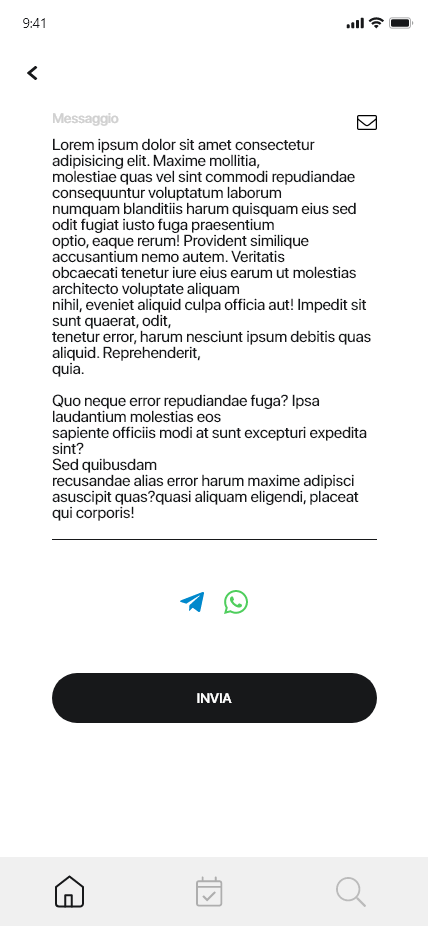 9:41
Messaggio
Lorem ipsum dolor sit amet consectetur
adipisicing elit. Maxime mollitia,
molestiae quas vel sint commodi repudiandae
consequuntur voluptatum laborum
numquam blanditiis harum quisquam eius sed
odit fugiat iusto fuga praesentium
optio, eaque rerum! Provident similique
accusantium nemo autem. Veritatis
obcaecati tenetur iure eius earum ut molestias
architecto voluptate aliquam
nihil, eveniet aliquid culpa officia aut! Impedit sit
sunt quaerat, odit,
tenetur error, harum nesciunt ipsum debitis quas
aliquid. Reprehenderit,
quia.
Quo neque error repudiandae fuga? Ipsa
laudantium molestias eos
sapiente officiis modi at sunt excepturi expedita
sint?
Sed quibusdam
recusandae alias error harum maxime adipisci
asuscipit quas?quasi aliquam eligendi, placeat
qui corporis!
INVIA